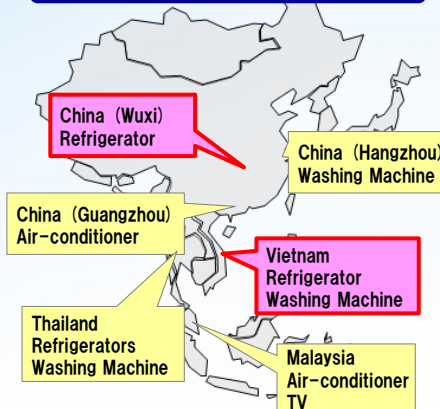 China (Wuxi)
Refrigerator
China (Hangzhou)
Washing Machine
China (Guangzhou)
Air-conditioner
Vietnam
Refrigerator
Washing Machine
Thailand
Refrigerators
Washing Machine
Malaysia
Air-conditioner
TV